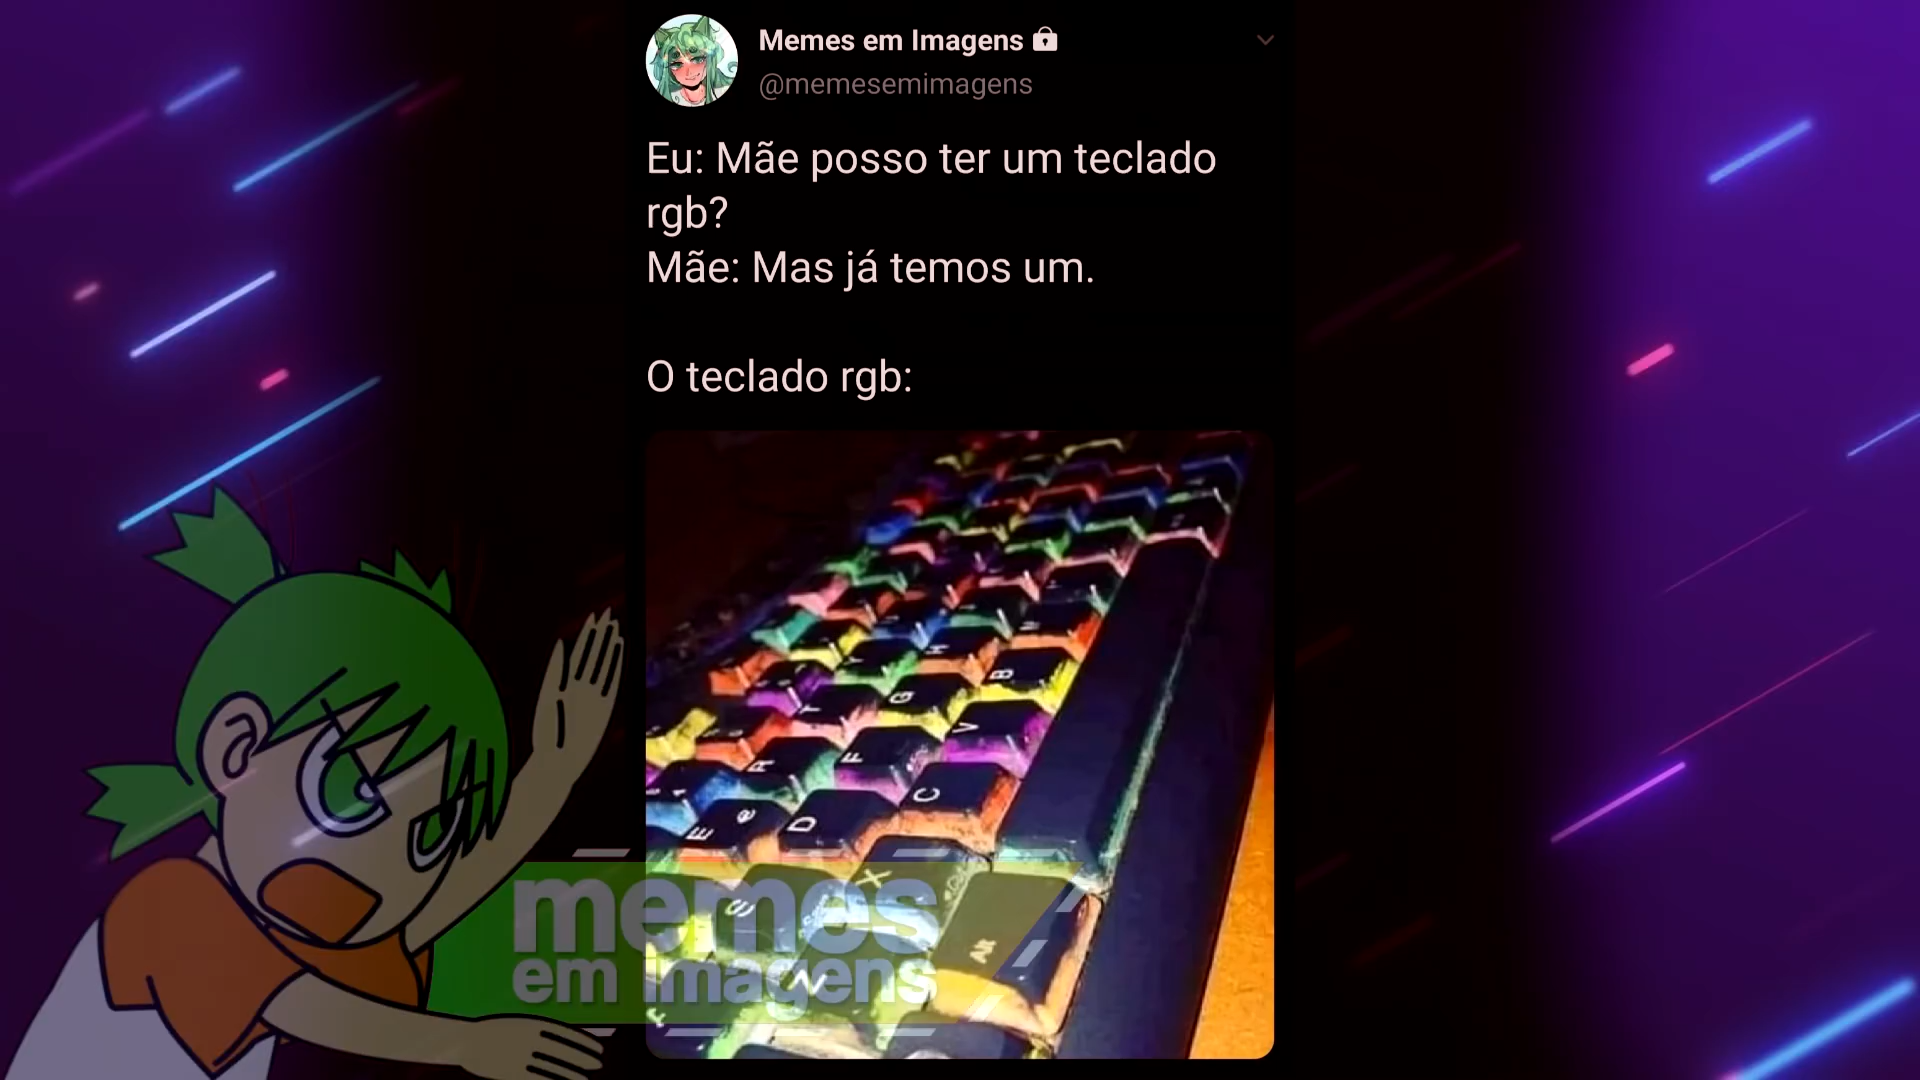 Memes em Imagens
@memesemimagens
Eu: Mãe posso ter um teclado
rgb?
Mãe: Mas já temos um.
O teclado rgb:
H
B
T
G
V
R
F
C
E
D
X
S
Z
Alt
memes
em imagens